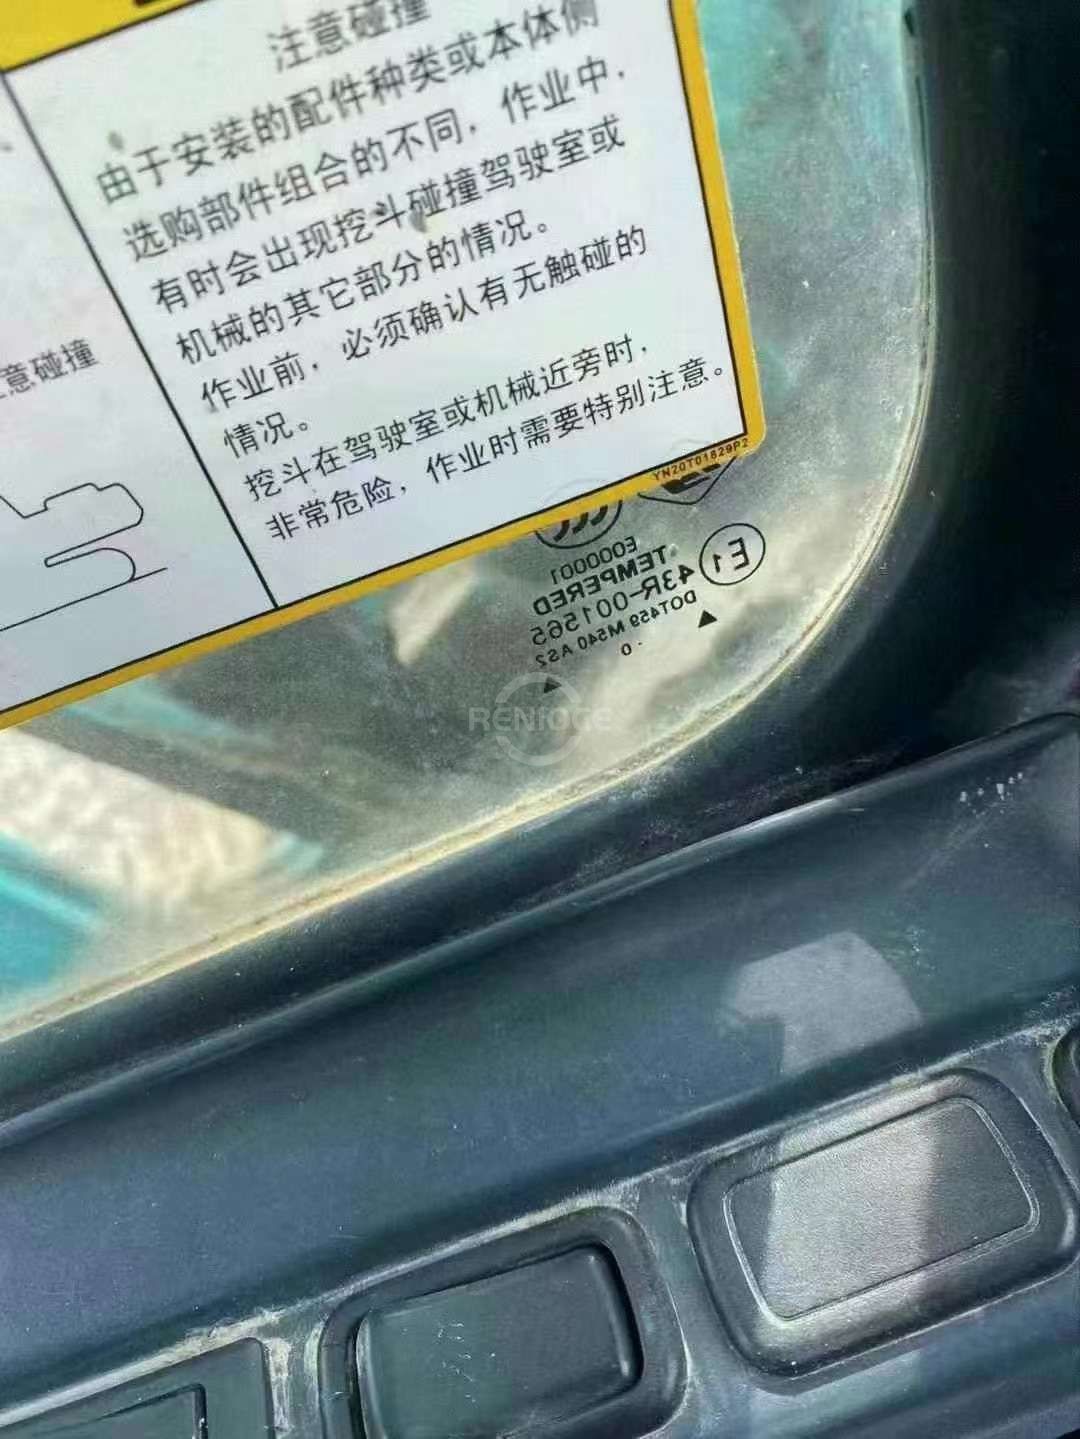 注意碰撞
由于安装的配件种类或本体侧
选购部件组合的不同，作业中，
有时会出现挖斗碰撞驾驶室或
机械的其它部分的情况。
作业前，必须确认有无触碰的
情况。
挖斗在驾驶室或机械近旁时，
非常危险，作业时需要特别注意。
意碰撞
YN20T01829P2
E000001
E1
TEMPERED
43R-001565
DOT459 M540 AS2
.0
RENIOGE